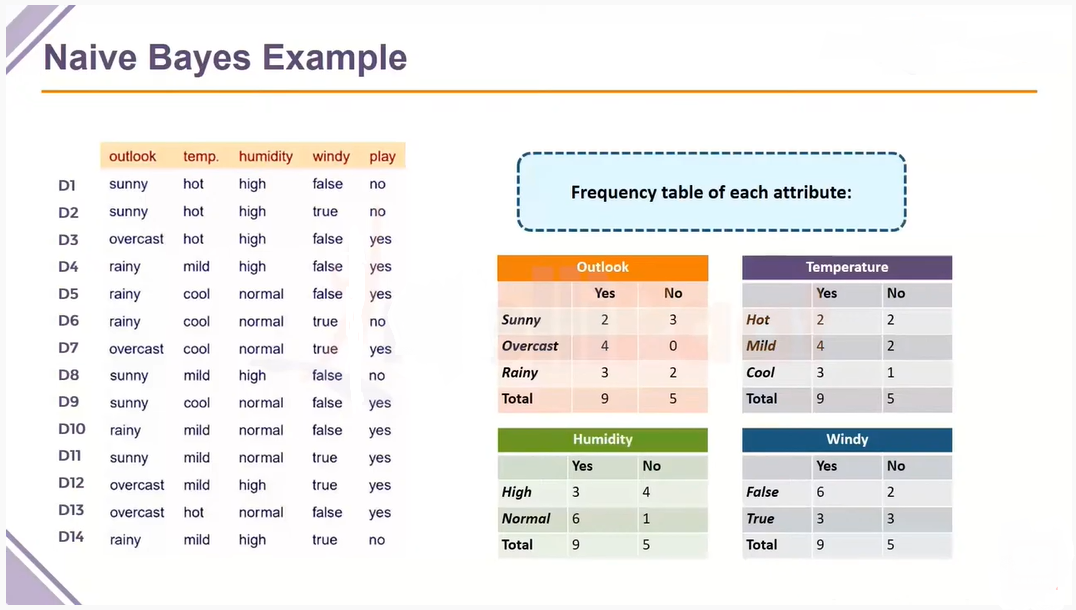 Naive Bayes Example
outlook temp. humidity windy play
D1 sunny hot high false no
D2 sunny hot high true no
D3 overcast hot high false yes
D4 rainy mild high false yes
D5 rainy cool normal false yes
D6 rainy cool normal true no
D7 overcast cool normal true yes
D8 sunny mild high false no
D9 sunny cool normal false yes
D10 rainy mild normal false yes
D11 sunny mild normal true yes
D12 overcast mild high true yes
D13 overcast hot normal false yes
D14 rainy mild high true no
Frequency table of each attribute:
Outlook
Yes No
Sunny 2 3
Overcast 4 0
Rainy 3 2
Total 9 5
Temperature
Yes No
Hot 2 2
Mild 4 2
Cool 3 1
Total 9 5
Humidity
Yes No
High 3 4
Normal 6 1
Total 9 5
Windy
Yes No
False 6 2
True 3 3
Total 9 5